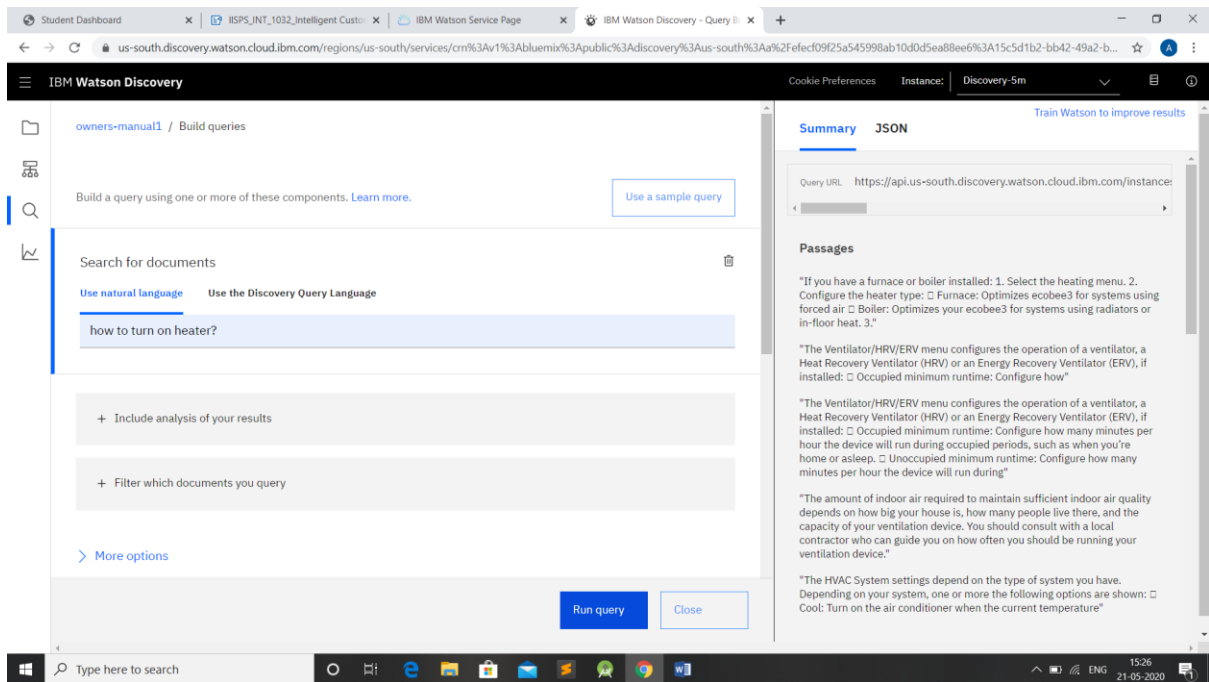 Student Dashboard
IISPS_INT_1032_Intelligent Custo
IBM Watson Service Page
IBM Watson Discovery - Query B
us-south.discovery.watson.cloud.ibm.com/regions/us-south/services/crn%3Av1%3Abluemix%3Apublic%3Adiscovery%3Aus-south%3Aa%2Fefecf09f25a545998ab10d0d5ea88ee6%3A15c5d1b2-bb42-49a2-b...
A
IBM Watson Discovery
Cookie Preferences
Instance:
Discovery-5m
owners-manual1 / Build queries
Build a query using one or more of these components. Learn more.
Use a sample query
Search for documents
Use natural language
Use the Discovery Query Language
how to turn on heater?
+ Include analysis of your results
+ Filter which documents you query
More options
Run query
Close
Train Watson to improve results
Summary
JSON
Query URL https://api.us-south.discovery.watson.cloud.ibm.com/instance
Passages
"If you have a furnace or boiler installed: 1. Select the heating menu. 2.
Configure the heater type: □ Furnace: Optimizes ecobee3 for systems using
forced air □ Boiler: Optimizes your ecobee3 for systems using radiators or
in-floor heat. 3."
"The Ventilator/HRV/ERV menu configures the operation of a ventilator, a
Heat Recovery Ventilator (HRV) or an Energy Recovery Ventilator (ERV), if
installed: □ Occupied minimum runtime: Configure how"
"The Ventilator/HRV/ERV menu configures the operation of a ventilator, a
Heat Recovery Ventilator (HRV) or an Energy Recovery Ventilator (ERV), if
installed: □ Occupied minimum runtime: Configure how many minutes per
hour the device will run during occupied periods, such as when you're
home or asleep. □ Unoccupied minimum runtime: Configure how many
minutes per hour the device will run during"
"The amount of indoor air required to maintain sufficient indoor air quality
depends on how big your house is, how many people live there, and the
capacity of your ventilation device. You should consult with a local
contractor who can guide you on how often you should be running your
ventilation device."
"The HVAC System settings depend on the type of system you have.
Depending on your system, one or more the following options are shown: □
Cool: Turn on the air conditioner when the current temperature"
Type here to search
ENG
15:26
21-05-2020